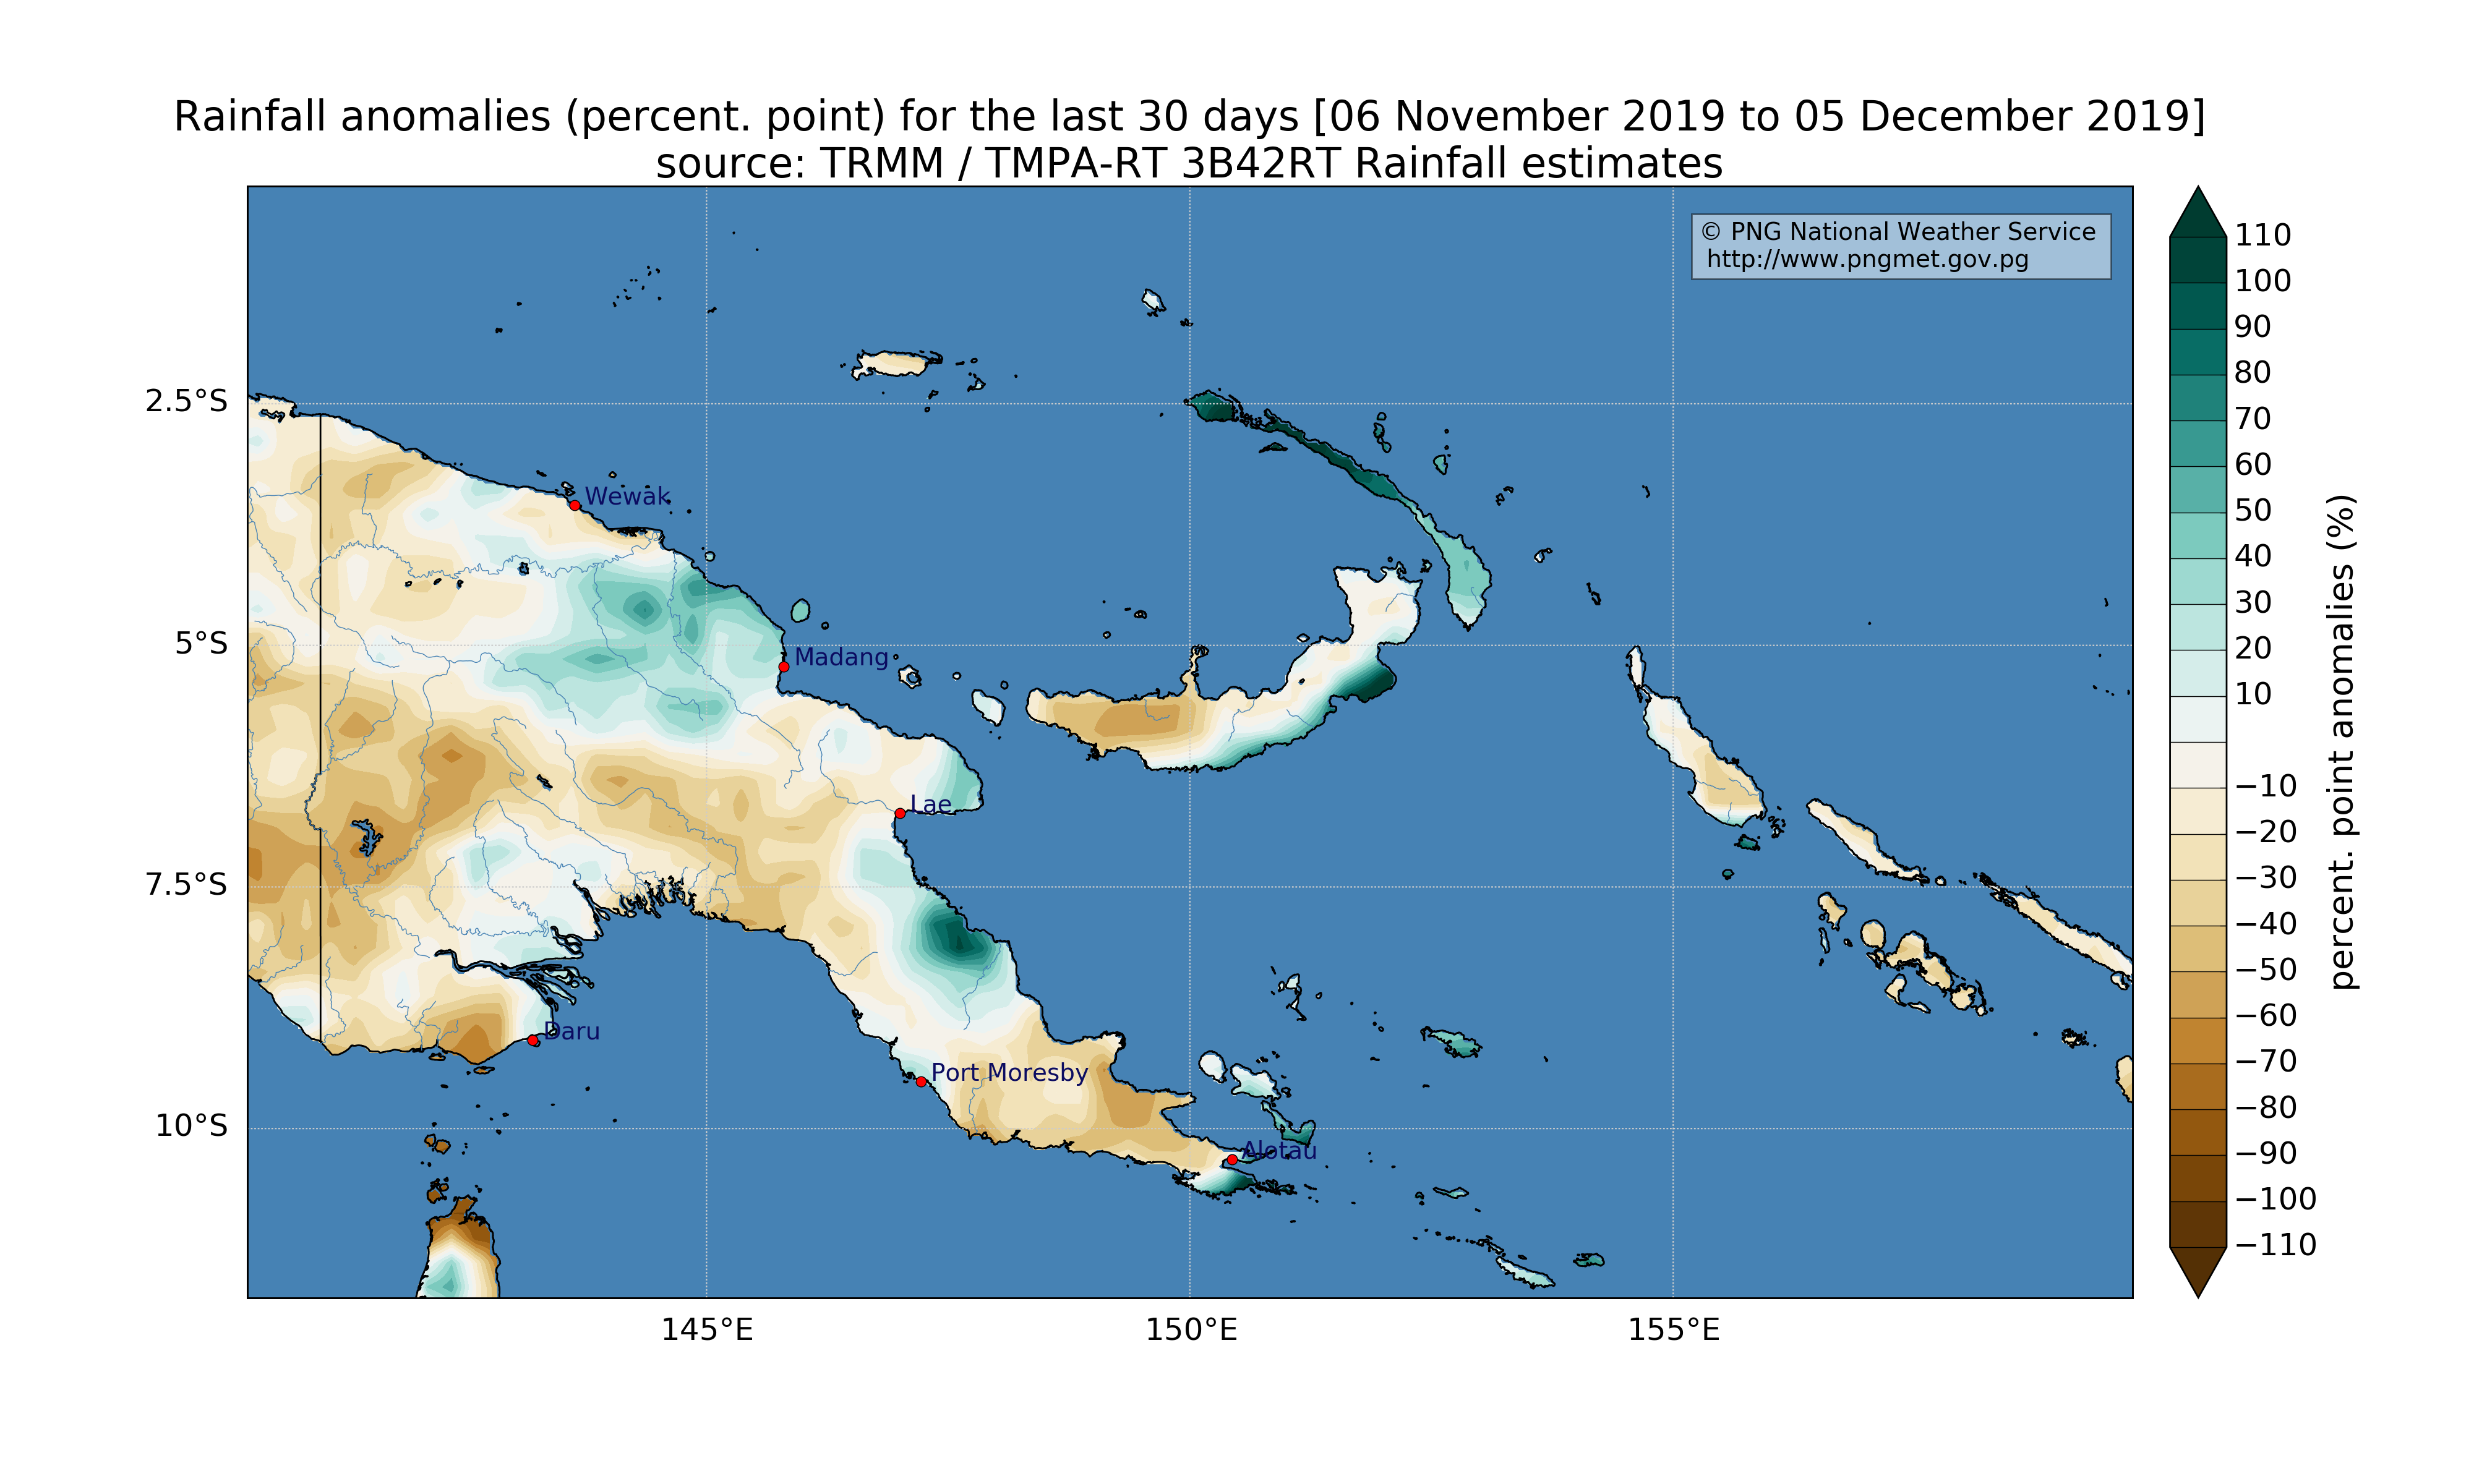 Rainfall anomalies (percent. point) for the last 30 days [06 November 2019 to 05 December 2019]
source: TRMM / TMPA-RT 3B42RT Rainfall estimates
© PNG National Weather Service
http://www.pngmet.gov.pg
2.5°S
5°S
7.5°S
10°S
145°E
150°E
155°E
Wewak
Madang
Lae
Daru
Port Moresby
Alotau
110
100
90
80
70
60
50
40
30
20
10
−10
−20
−30
−40
−50
−60
−70
−80
−90
−100
−110
percent. point anomalies (%)